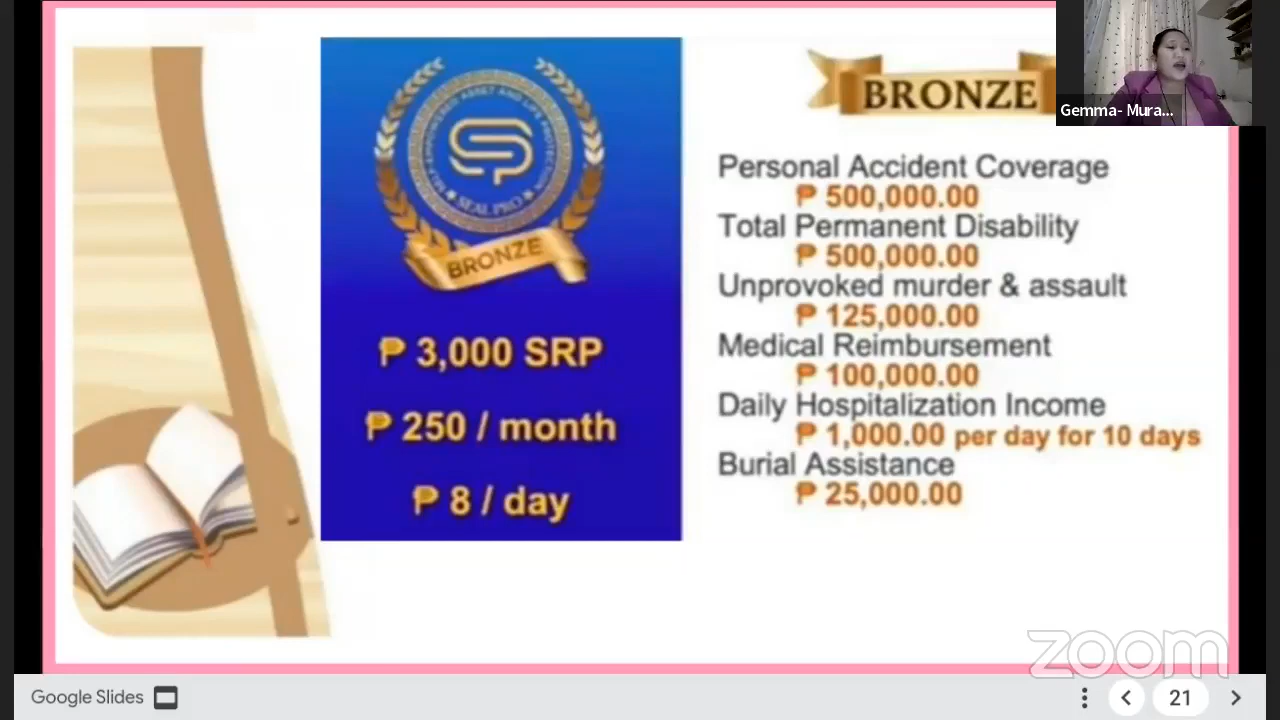 BRONZE
Gemma- Mura...
SEALPRO
BRONZE
₱ 3,000 SRP
₱ 250 / month
₱ 8 / day
Personal Accident Coverage
₱ 500,000.00
Total Permanent Disability
₱ 500,000.00
Unprovoked murder & assault
₱ 125,000.00
Medical Reimbursement
₱ 100,000.00
Daily Hospitalization Income
₱ 1,000.00 per day for 10 days
Burial Assistance
₱ 25,000.00
zoom
Google Slides
21